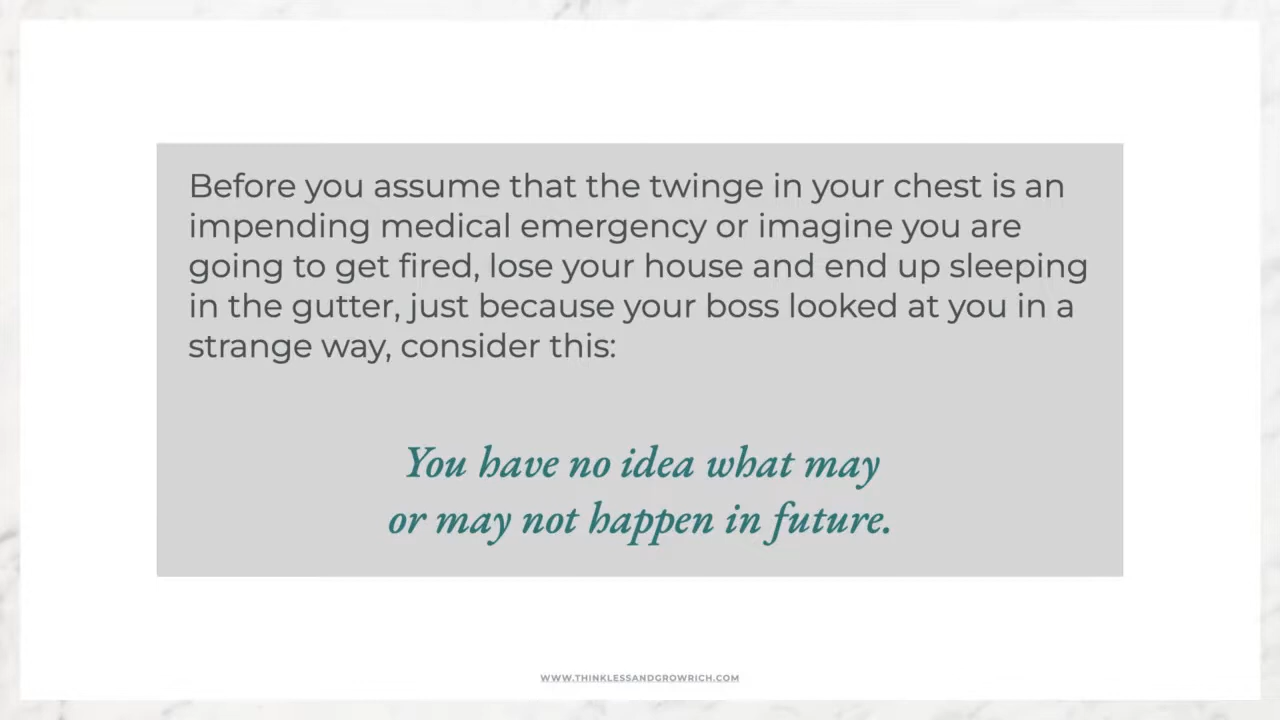 Before you assume that the twinge in your chest is an
impending medical emergency or imagine you are
going to get fired, lose your house and end up sleeping
in the gutter, just because your boss looked at you in a
strange way, consider this:
You have no idea what may
or may not happen in future.
WWW.THINKLESSANDGROWRICH.COM